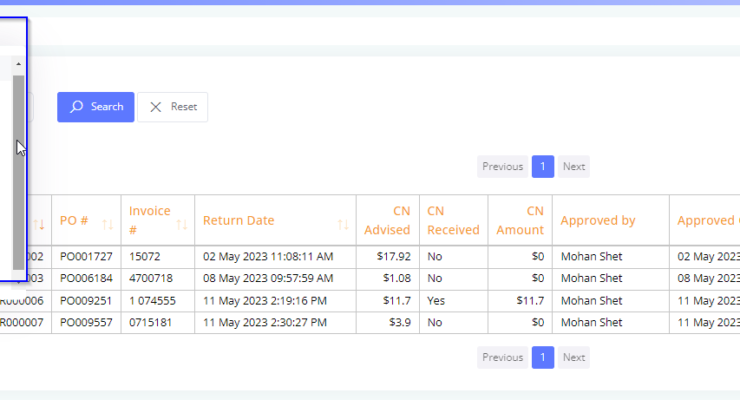 Search Reset
Previous 1 Next
PO # Invoice # Return Date CN Advised CN Received CN Amount Approved by Approved
002 PO001727 15072 02 May 2023 11:08:11 AM $17.92 No $0 Mohan Shet 02 May 2023
003 PO006184 4700718 08 May 2023 09:57:59 AM $1.08 No $0 Mohan Shet 08 May 2023
R000006 PO009251 1 074555 11 May 2023 2:19:16 PM $11.7 Yes $11.7 Mohan Shet 11 May 2023
R000007 PO009557 0715181 11 May 2023 2:30:27 PM $3.9 No $0 Mohan Shet 11 May 2023
Previous 1 Next